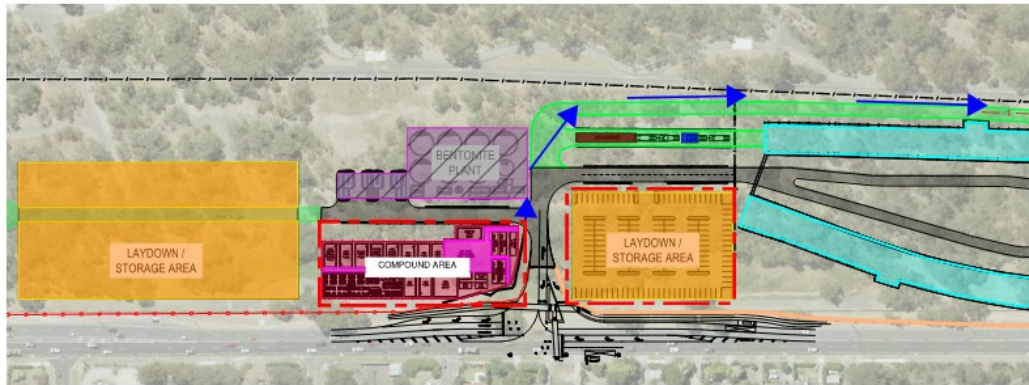 BENTONITE
PLANT
LAYDOWN /
STORAGE AREA
COMPOUND AREA
LAYDOWN /
STORAGE AREA